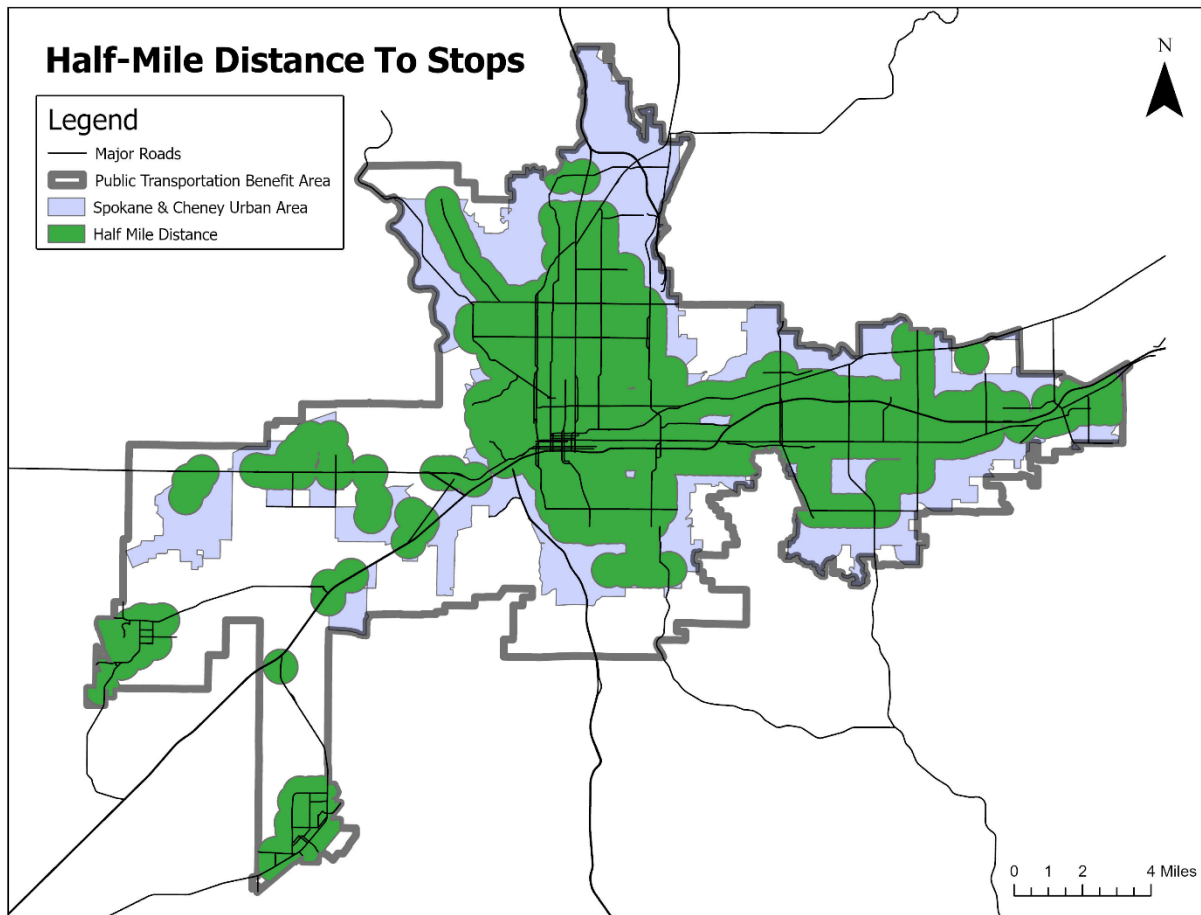 Half-Mile Distance To Stops
N
Legend
Major Roads
Public Transportation Benefit Area
Spokane & Cheney Urban Area
Half Mile Distance
0 1 2 4 Miles